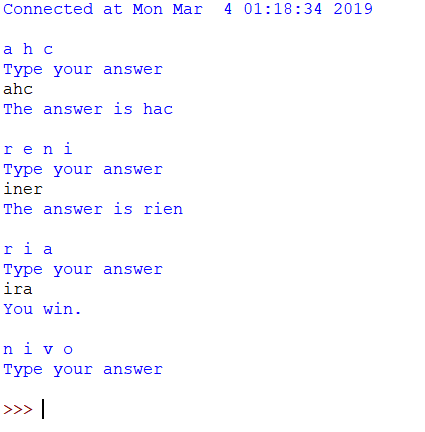 Connected at Mon Mar  4 01:18:34 2019
a h c
Type your answer
ahc
The answer is hac
r e n i
Type your answer
iner
The answer is rien
r i a
Type your answer
ira
You win.
n i v o
Type your answer
>>>